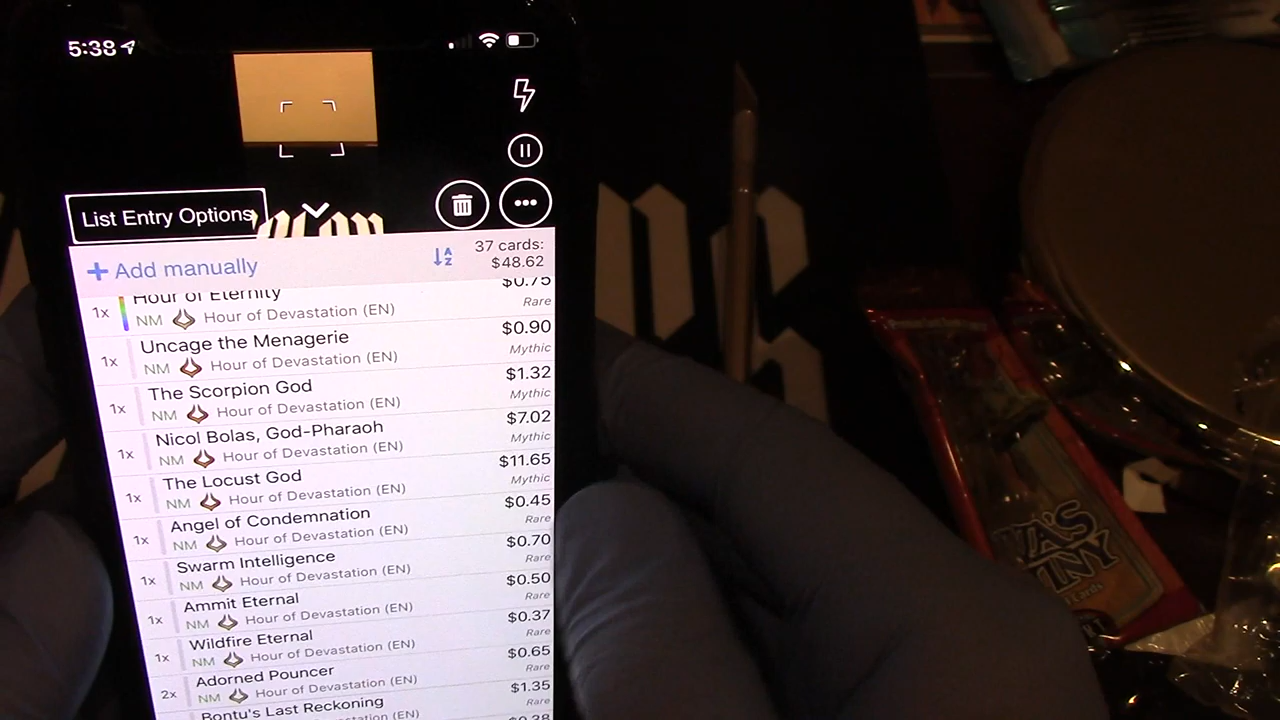 5:38
List Entry Options
+ Add manually
37 cards:
$48.62
Hour of Eternity $0.75
1x NM Hour of Devastation (EN) Rare
Uncage the Menagerie $0.90
1x NM Hour of Devastation (EN) Mythic
The Scorpion God $1.32
1x NM Hour of Devastation (EN) Mythic
Nicol Bolas, God-Pharaoh $7.02
1x NM Hour of Devastation (EN) Mythic
The Locust God $11.65
1x NM Hour of Devastation (EN) Mythic
Angel of Condemnation $0.45
1x NM Hour of Devastation (EN) Rare
Swarm Intelligence $0.70
1x NM Hour of Devastation (EN) Rare
Ammit Eternal $0.50
1x NM Hour of Devastation (EN) Rare
Wildfire Eternal $0.37
1x NM Hour of Devastation (EN) Rare
Adorned Pouncer $0.65
2x NM Hour of Devastation (EN) Rare
Bontu's Last Reckoning $1.35
Hour of Devastation (EN) Rare
$0.38